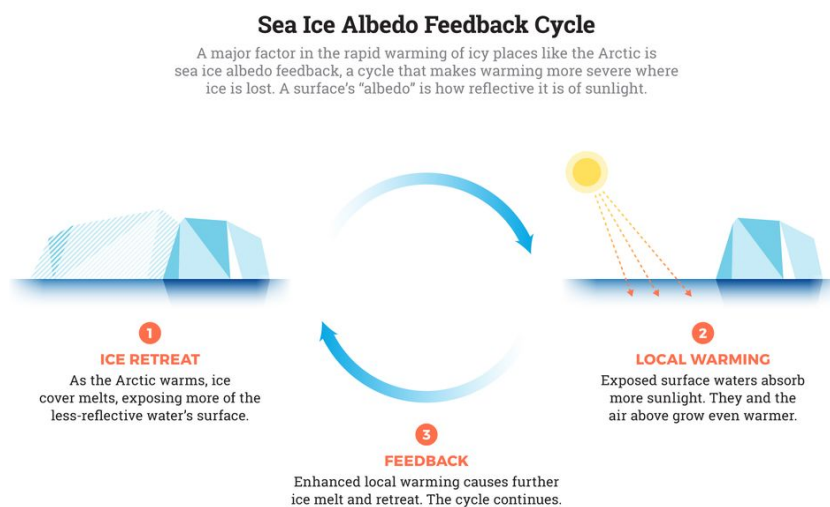 Sea Ice Albedo Feedback Cycle
A major factor in the rapid warming of icy places like the Arctic is
sea ice albedo feedback, a cycle that makes warming more severe where
ice is lost. A surface's “albedo” is how reflective it is of sunlight.
1
ICE RETREAT
As the Arctic warms, ice
cover melts, exposing more of the
less-reflective water's surface.
2
LOCAL WARMING
Exposed surface waters absorb
more sunlight. They and the
air above grow even warmer.
3
FEEDBACK
Enhanced local warming causes further
ice melt and retreat. The cycle continues.